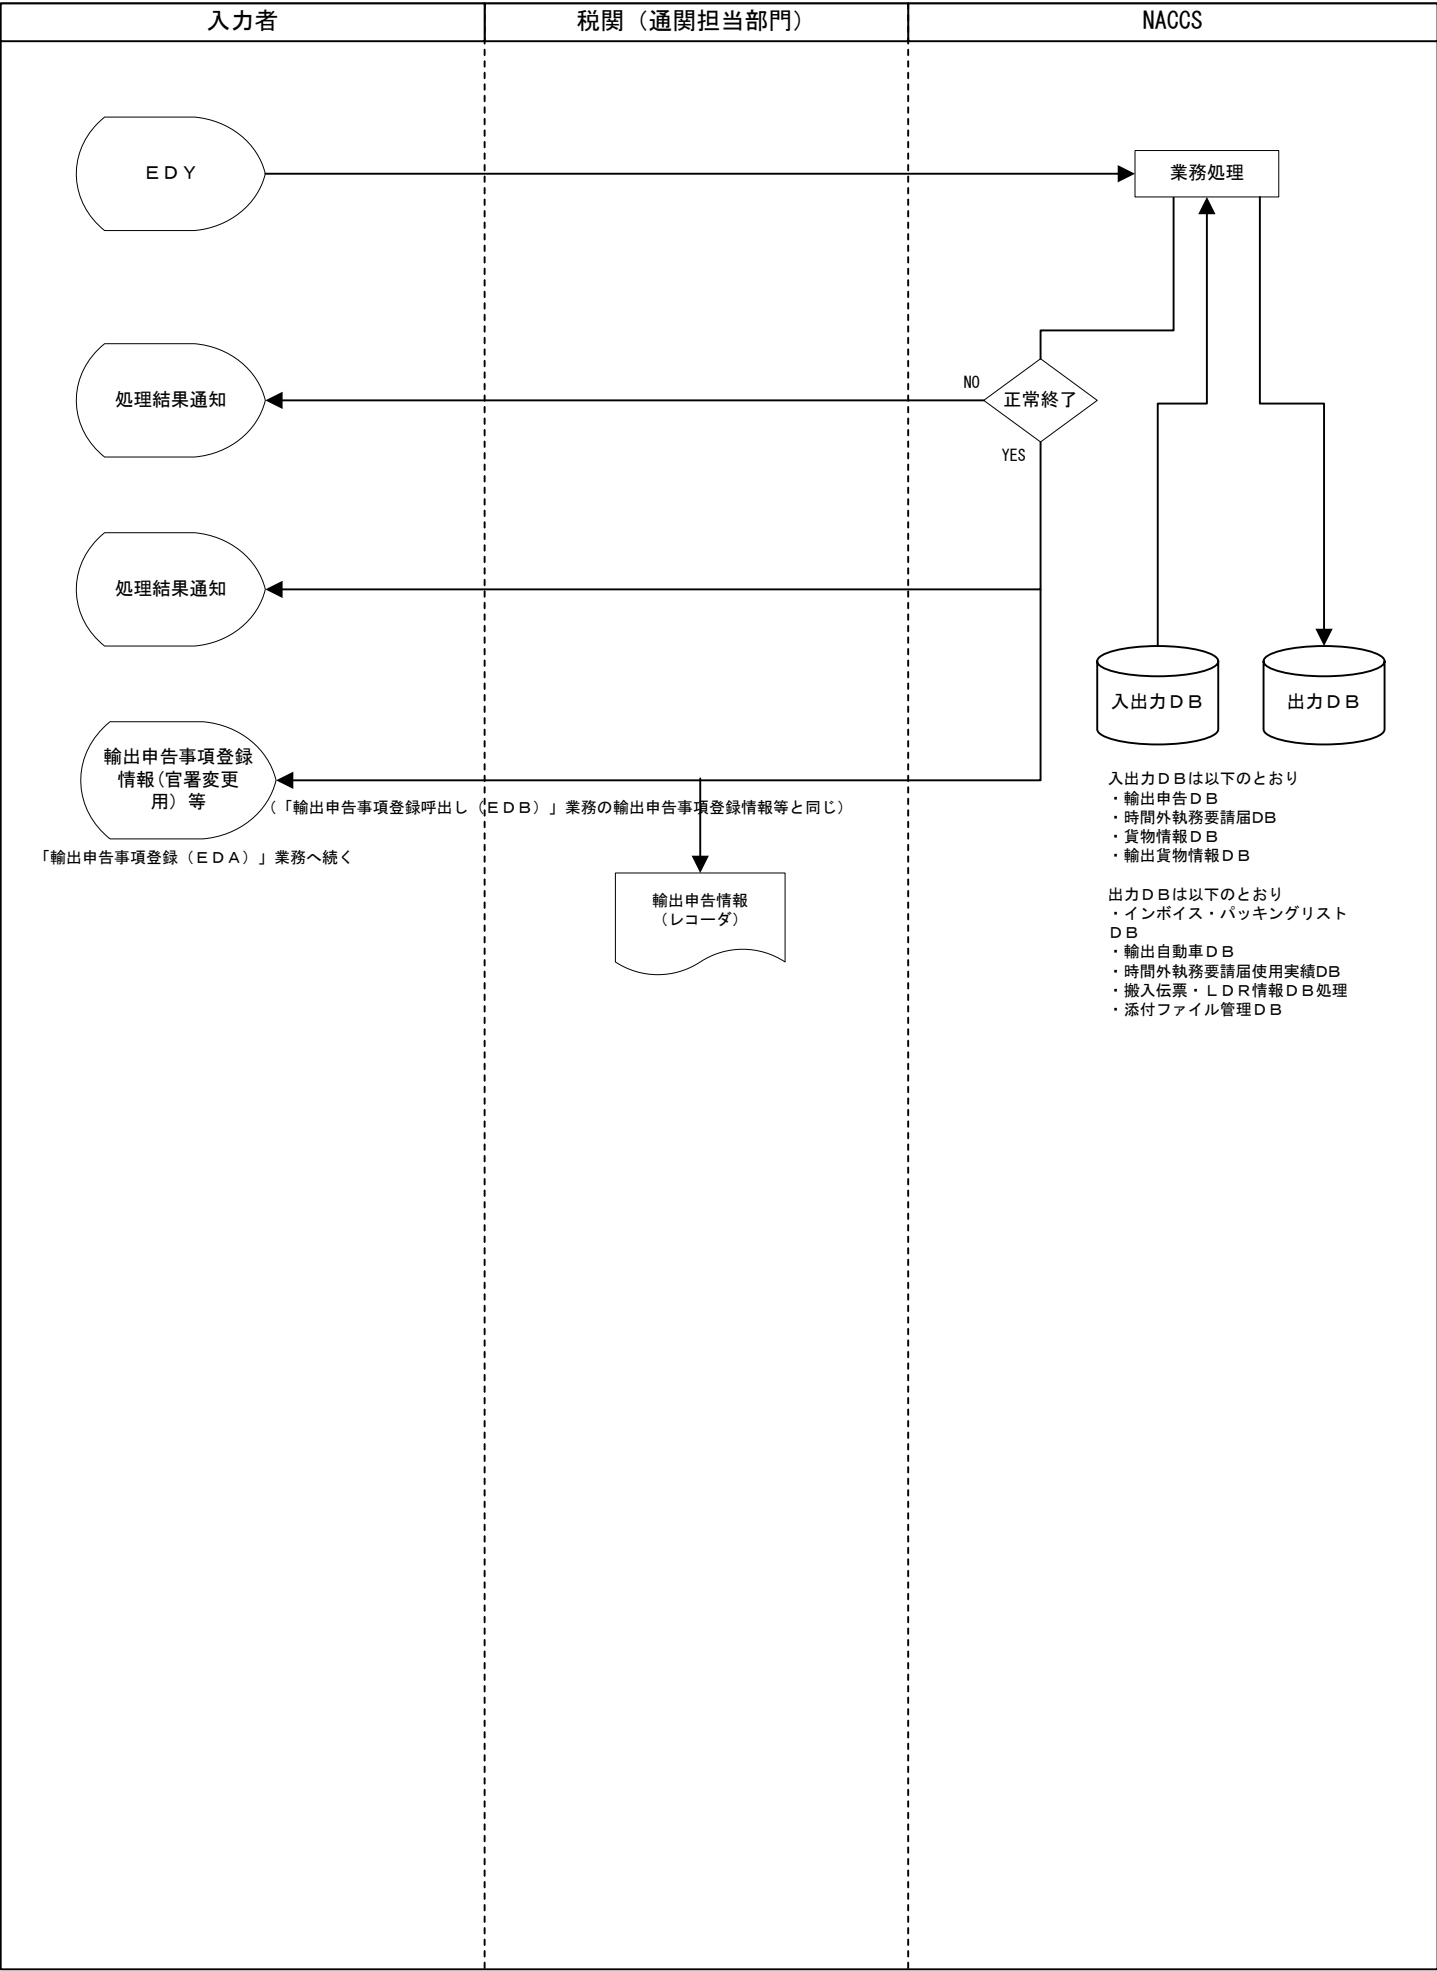 入力者
税関（通関担当部門）
NACCS
ＥＤＹ
業務処理
処理結果通知
NO
正常終了
YES
処理結果通知
入出力ＤＢ
出力ＤＢ
輸出申告事項登録
情報(官署変更
用）等
（「輸出申告事項登録呼出し（ＥＤＢ）」業務の輸出申告事項登録情報等と同じ）
「輸出申告事項登録（ＥＤＡ）」業務へ続く
輸出申告情報
（レコーダ）
入出力ＤＢは以下のとおり
・輸出申告ＤＢ
・時間外執務要請届DB
・貨物情報ＤＢ
・輸出貨物情報ＤＢ
出力ＤＢは以下のとおり
・インボイス・パッキングリスト
ＤＢ
・輸出自動車ＤＢ
・時間外執務要請届使用実績DB
・搬入伝票・ＬＤＲ情報ＤＢ処理
・添付ファイル管理ＤＢ